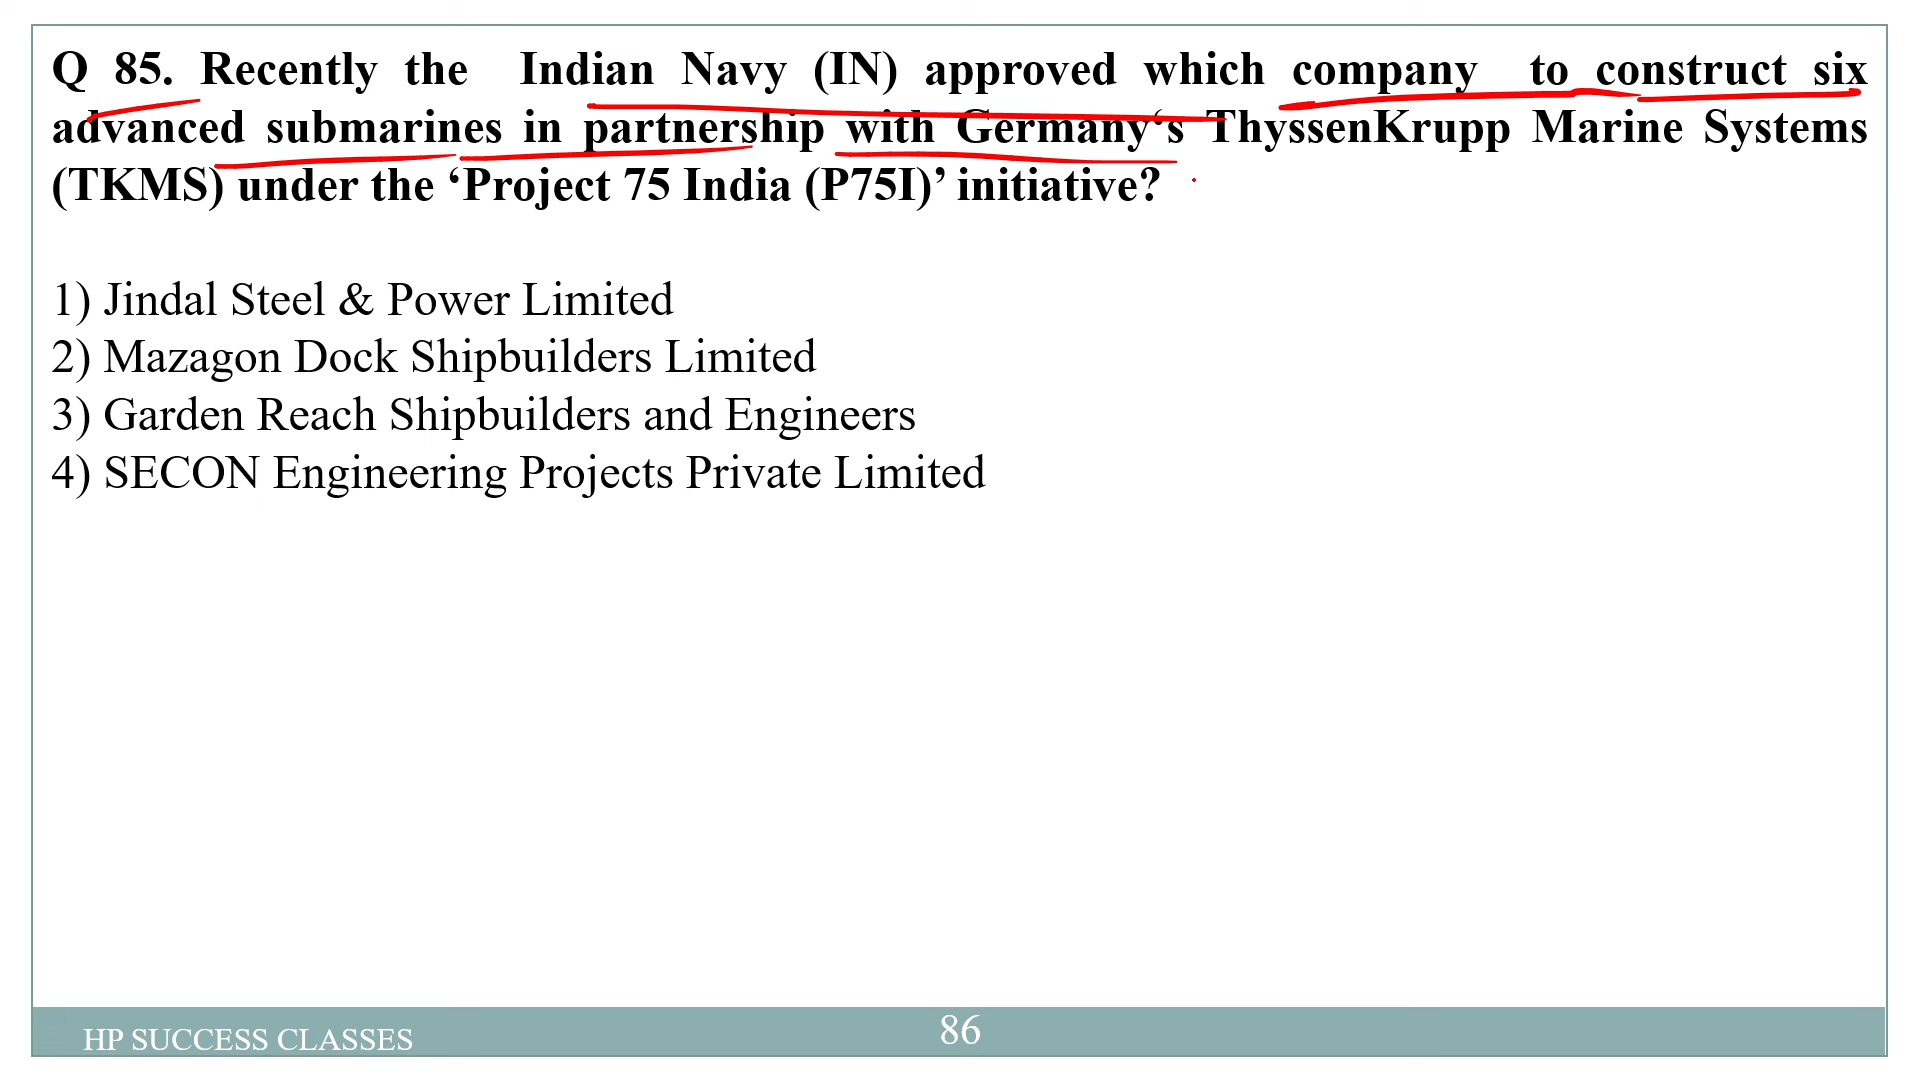 Q 85. Recently the Indian Navy (IN) approved which company to construct six
advanced submarines in partnership with Germany‘s ThyssenKrupp Marine Systems
(TKMS) under the ‘Project 75 India (P75I)’ initiative?
1) Jindal Steel & Power Limited
2) Mazagon Dock Shipbuilders Limited
3) Garden Reach Shipbuilders and Engineers
4) SECON Engineering Projects Private Limited
HP SUCCESS CLASSES
86